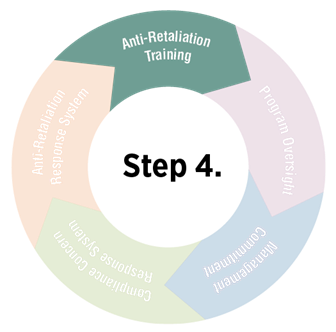 Anti-Retaliation
Training
Program Oversight
Management
Commitment
Compliance Concern
Response System
Anti-Retaliation
Response System
Step 4.